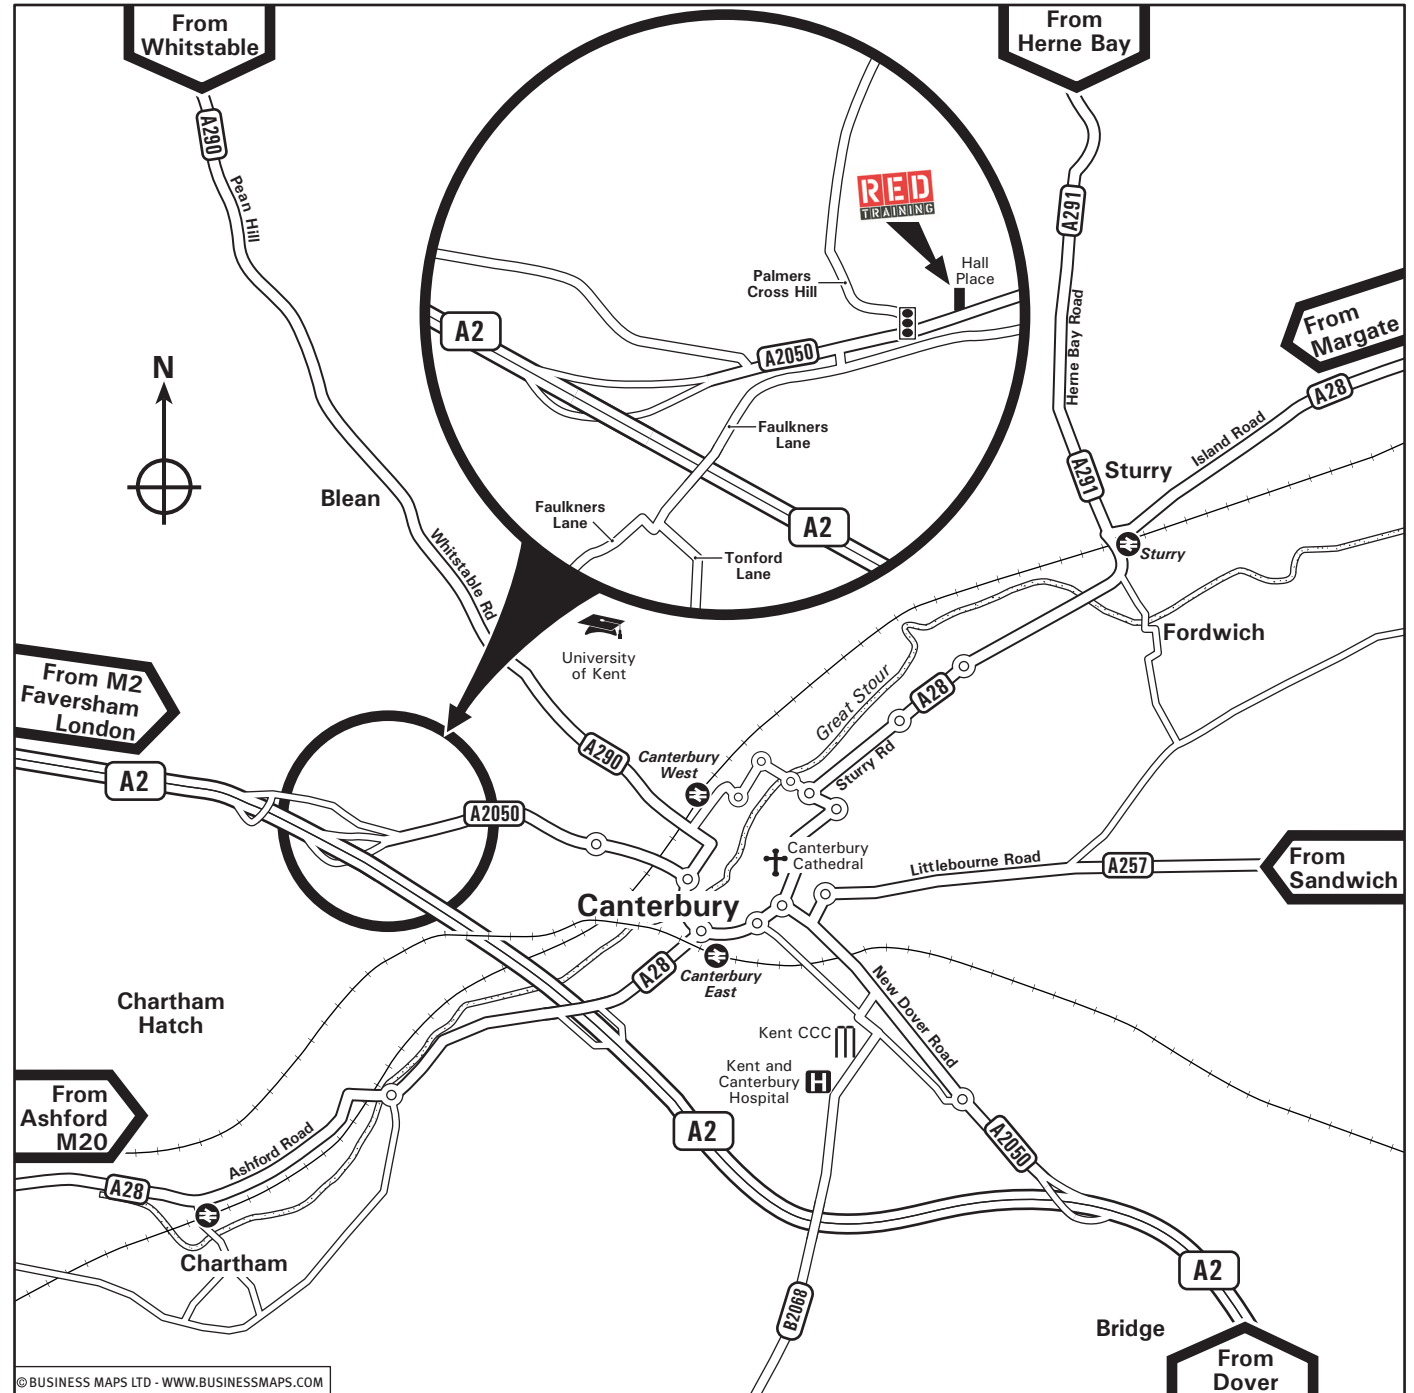 From
Whitstable
From
Herne Bay
A290
Pean Hill
RED
TRAINING
A291
Hall
Place
Palmers
Cross Hill
Herne Bay Road
From
Margate
A2
A2050
N
A28
Faulkners
Lane
Island Road
A291
Sturry
Blean
Faulkners
Lane
A2
Whitstable Rd
Tonford
Lane
Sturry
University
of Kent
Fordwich
From M2
Faversham
London
Great Stour
A28
A2
A290
Canterbury
West
Sturry Rd
A2050
Canterbury
Cathedral
Littlebourne Road
A257
From
Sandwich
Canterbury
A28
Canterbury
East
New Dover Road
Chartham
Hatch
Kent CCC
Kent and
Canterbury
Hospital
H
From
Ashford
M20
A2
Ashford Road
A2050
A28
Chartham
A2
B2068
Bridge
From
Dover
© BUSINESS MAPS LTD - WWW.BUSINESSMAPS.COM